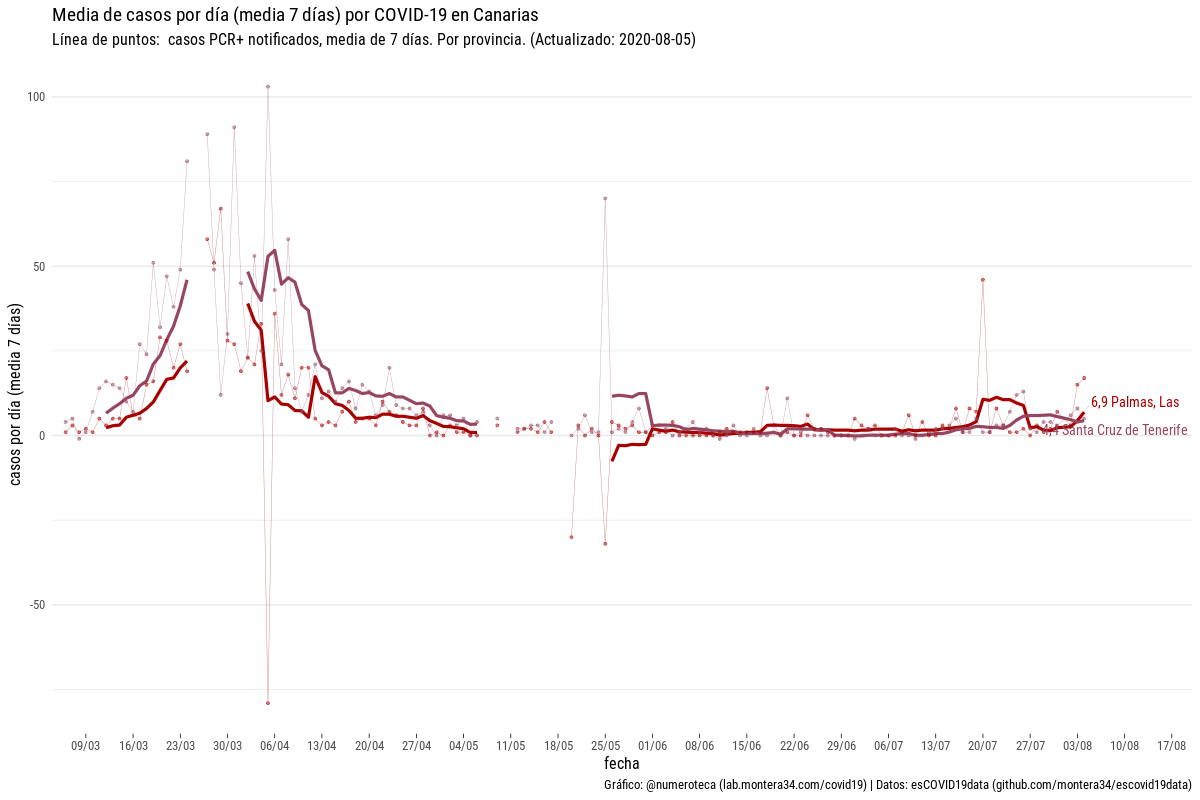 Media de casos por día (media 7 días) por COVID-19 en Canarias
Línea de puntos:  casos PCR+ notificados, media de 7 días. Por provincia. (Actualizado: 2020-08-05)
casos por día (media 7 días)
100
50
0
-50
6,9 Palmas, Las
Santa Cruz de Tenerife
09/03 16/03 23/03 30/03 06/04 13/04 20/04 27/04 04/05 11/05 18/05 25/05 01/06 08/06 15/06 22/06 29/06 06/07 13/07 20/07 27/07 03/08 10/08 17/08
fecha
Gráfico: @numeroteca (lab.montera34.com/covid19) | Datos: esCOVID19data (github.com/montera34/escovid19data)